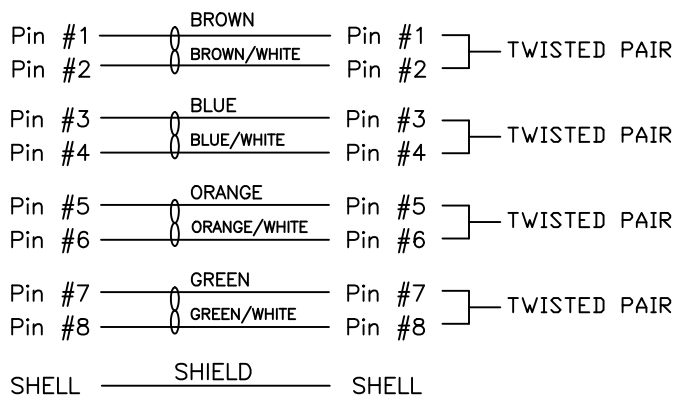 BROWN
Pin #1 Pin #1
BROWN/WHITE TWISTED PAIR
Pin #2 Pin #2
BLUE
Pin #3 Pin #3
BLUE/WHITE TWISTED PAIR
Pin #4 Pin #4
ORANGE
Pin #5 Pin #5
ORANGE/WHITE TWISTED PAIR
Pin #6 Pin #6
GREEN
Pin #7 Pin #7
GREEN/WHITE TWISTED PAIR
Pin #8 Pin #8
SHIELD
SHELL SHELL